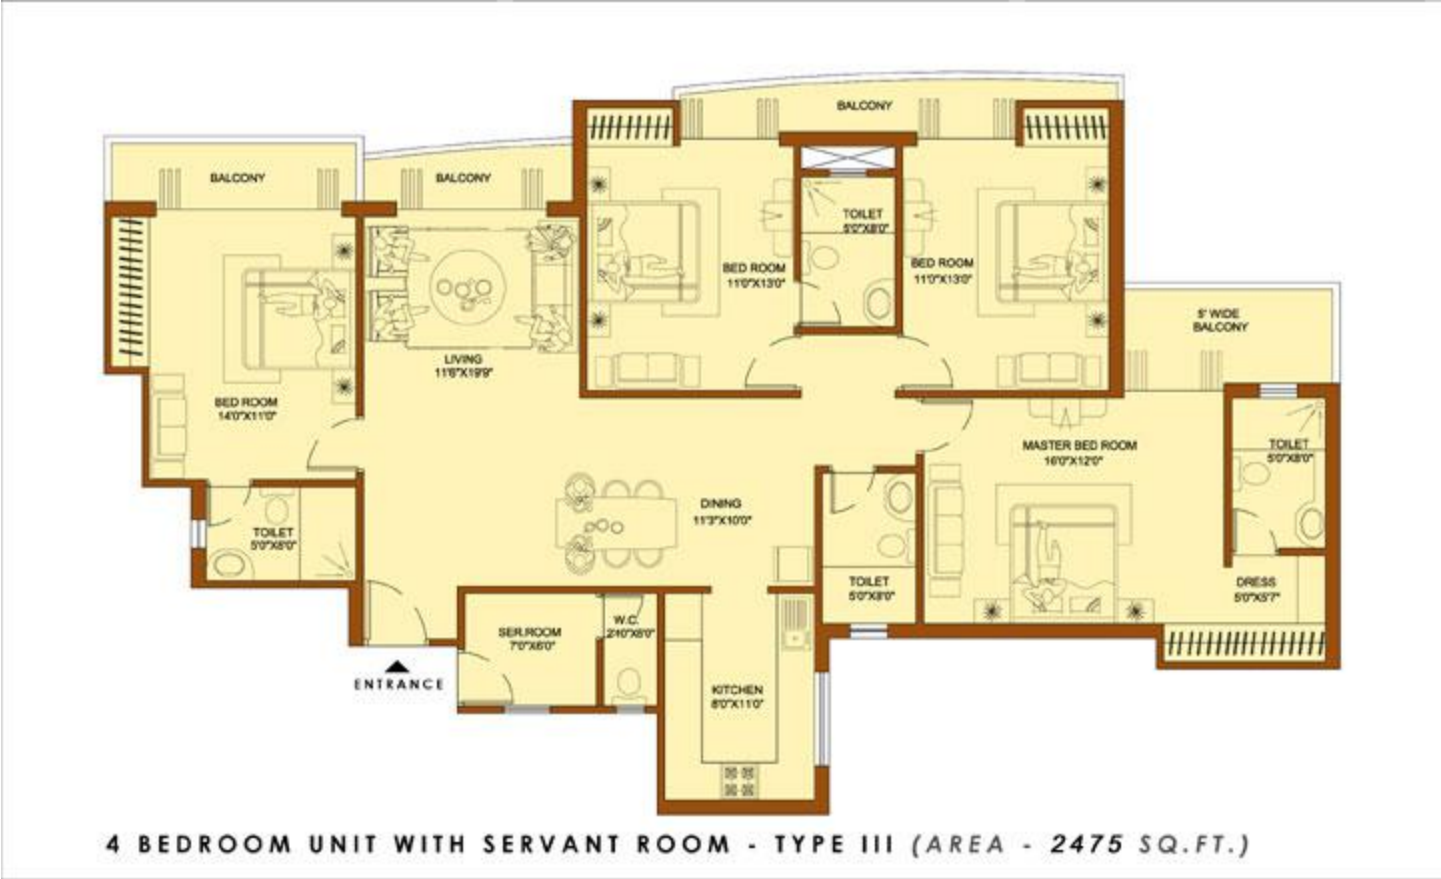 BALCONY
BALCONY
BALCONY
TOILET
5'0"X8'0"
BED ROOM
11'0"X13'0"
BED ROOM
11'0"X13'0"
5' WIDE
BALCONY
LIVING
11'6"X19'9"
BED ROOM
14'0"X11'0"
MASTER BED ROOM
16'0"X12'0"
TOILET
5'0"X8'0"
DINING
11'3"X10'0"
TOILET
5'0"X8'0"
TOILET
5'0"X8'0"
DRESS
5'0"X5'7"
SER.ROOM
7'0"X6'0"
W.C.
2'10"X6'0"
ENTRANCE
KITCHEN
8'0"X11'0"
4 BEDROOM UNIT WITH SERVANT ROOM - TYPE III (AREA - 2475 SQ.FT.)